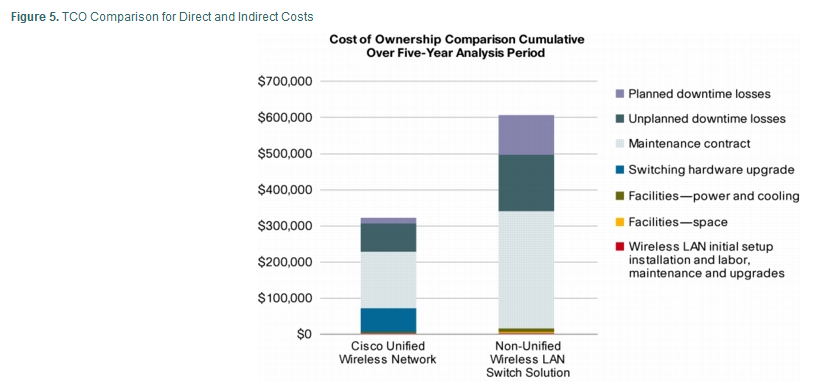 Figure 5. TCO Comparison for Direct and Indirect Costs
Cost of Ownership Comparison Cumulative
Over Five-Year Analysis Period
$700,000
$600,000
$500,000
$400,000
$300,000
$200,000
$100,000
$0
Cisco Unified
Wireless Network
Non-Unified
Wireless LAN
Switch Solution
Planned downtime losses
Unplanned downtime losses
Maintenance contract
Switching hardware upgrade
Facilities—power and cooling
Facilities—space
Wireless LAN initial setup
installation and labor,
maintenance and upgrades